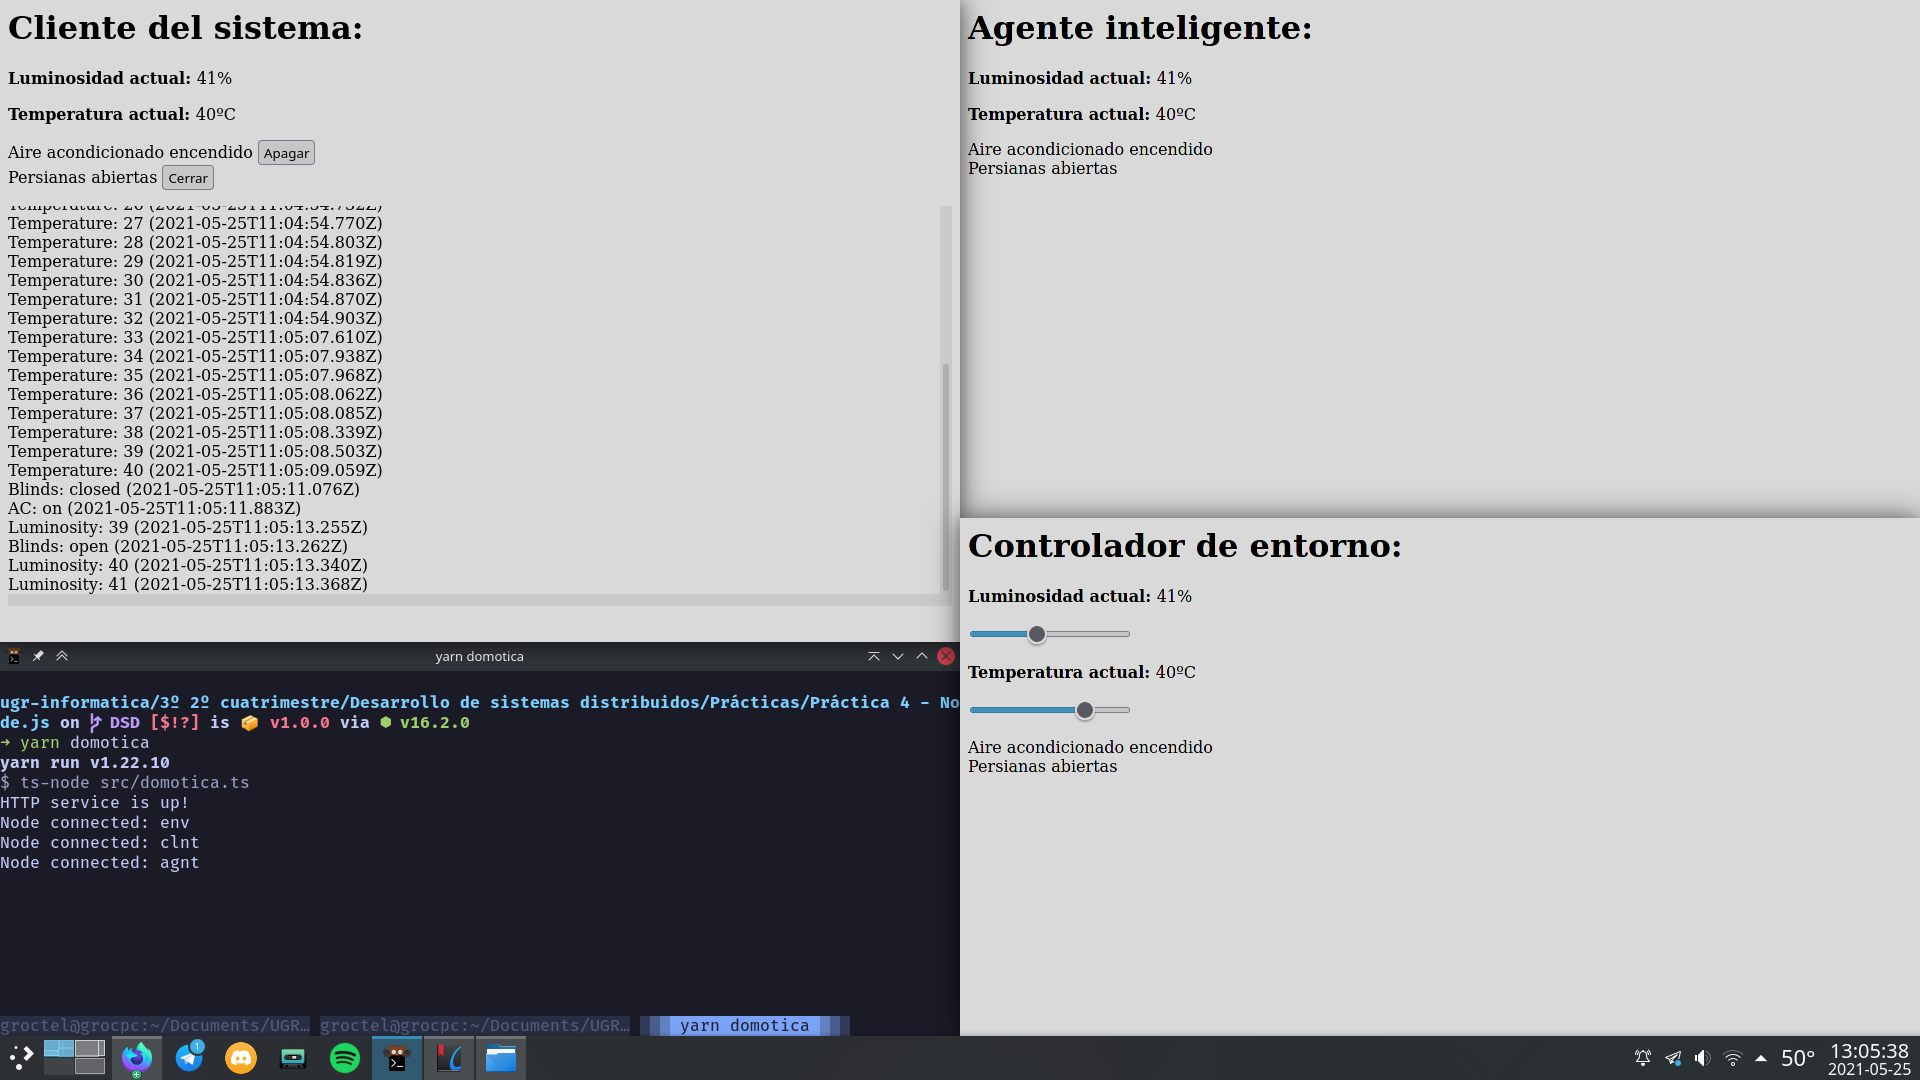 Cliente del sistema:
Luminosidad actual: 41%
Temperatura actual: 40ºC
Aire acondicionado encendido Apagar
Persianas abiertas Cerrar
Temperature: 26 (2021-05-25T11:04:54.752Z)
Temperature: 27 (2021-05-25T11:04:54.770Z)
Temperature: 28 (2021-05-25T11:04:54.803Z)
Temperature: 29 (2021-05-25T11:04:54.819Z)
Temperature: 30 (2021-05-25T11:04:54.836Z)
Temperature: 31 (2021-05-25T11:04:54.870Z)
Temperature: 32 (2021-05-25T11:04:54.903Z)
Temperature: 33 (2021-05-25T11:05:07.610Z)
Temperature: 34 (2021-05-25T11:05:07.938Z)
Temperature: 35 (2021-05-25T11:05:07.968Z)
Temperature: 36 (2021-05-25T11:05:08.062Z)
Temperature: 37 (2021-05-25T11:05:08.085Z)
Temperature: 38 (2021-05-25T11:05:08.339Z)
Temperature: 39 (2021-05-25T11:05:08.503Z)
Temperature: 40 (2021-05-25T11:05:09.059Z)
Blinds: closed (2021-05-25T11:05:11.076Z)
AC: on (2021-05-25T11:05:11.883Z)
Luminosity: 39 (2021-05-25T11:05:13.255Z)
Blinds: open (2021-05-25T11:05:13.262Z)
Luminosity: 40 (2021-05-25T11:05:13.340Z)
Luminosity: 41 (2021-05-25T11:05:13.368Z)
Agente inteligente:
Luminosidad actual: 41%
Temperatura actual: 40ºC
Aire acondicionado encendido
Persianas abiertas
Controlador de entorno:
Luminosidad actual: 41%
Temperatura actual: 40ºC
Aire acondicionado encendido
Persianas abiertas
yarn domotica
ugr-informatica/3º 2º cuatrimestre/Desarrollo de sistemas distribuidos/Prácticas/Práctica 4 - No
de.js on DSD [$!?] is 📦 v1.0.0 via ⬢ v16.2.0
➜ yarn domotica
yarn run v1.22.10
$ ts-node src/domotica.ts
HTTP service is up!
Node connected: env
Node connected: clnt
Node connected: agnt
groctel@grocpc:~/Documents/UGR… groctel@grocpc:~/Documents/UGR… yarn domotica
1
50° 13:05:38
2021-05-25